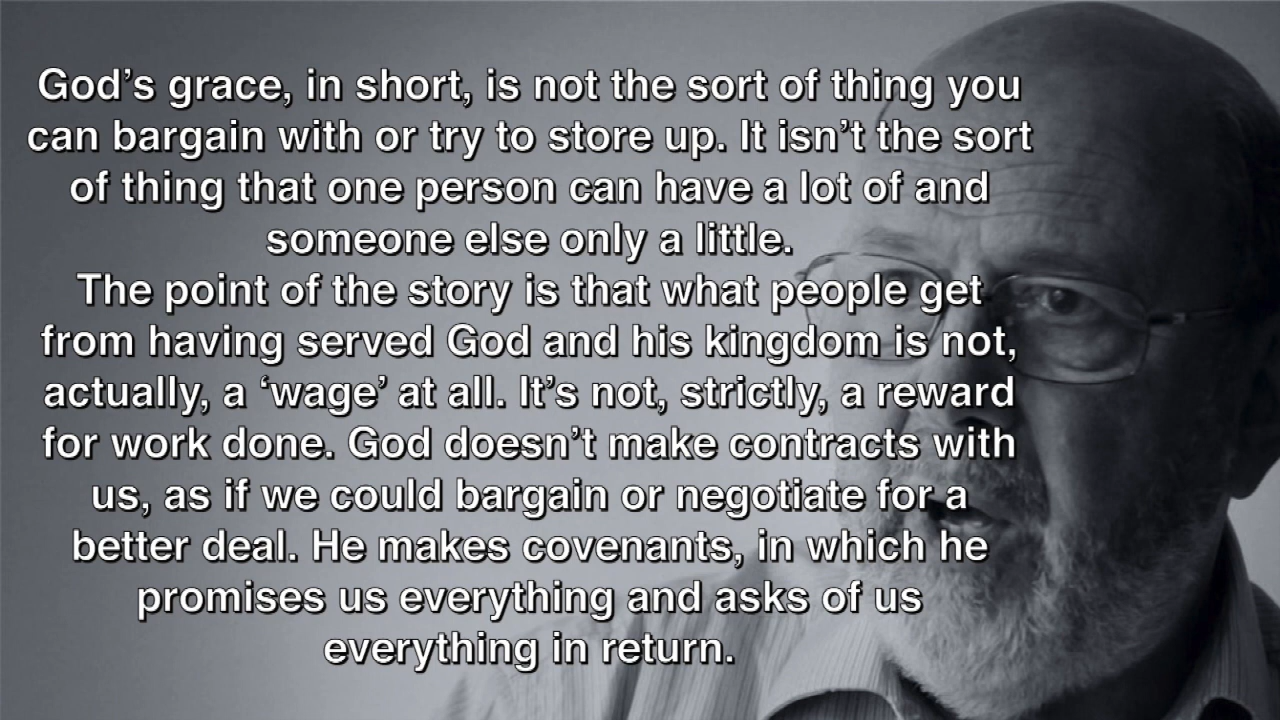 God’s grace, in short, is not the sort of thing you
can bargain with or try to store up. It isn’t the sort
of thing that one person can have a lot of and
someone else only a little.
The point of the story is that what people get
from having served God and his kingdom is not,
actually, a ‘wage’ at all. It’s not, strictly, a reward
for work done. God doesn’t make contracts with
us, as if we could bargain or negotiate for a
better deal. He makes covenants, in which he
promises us everything and asks of us
everything in return.